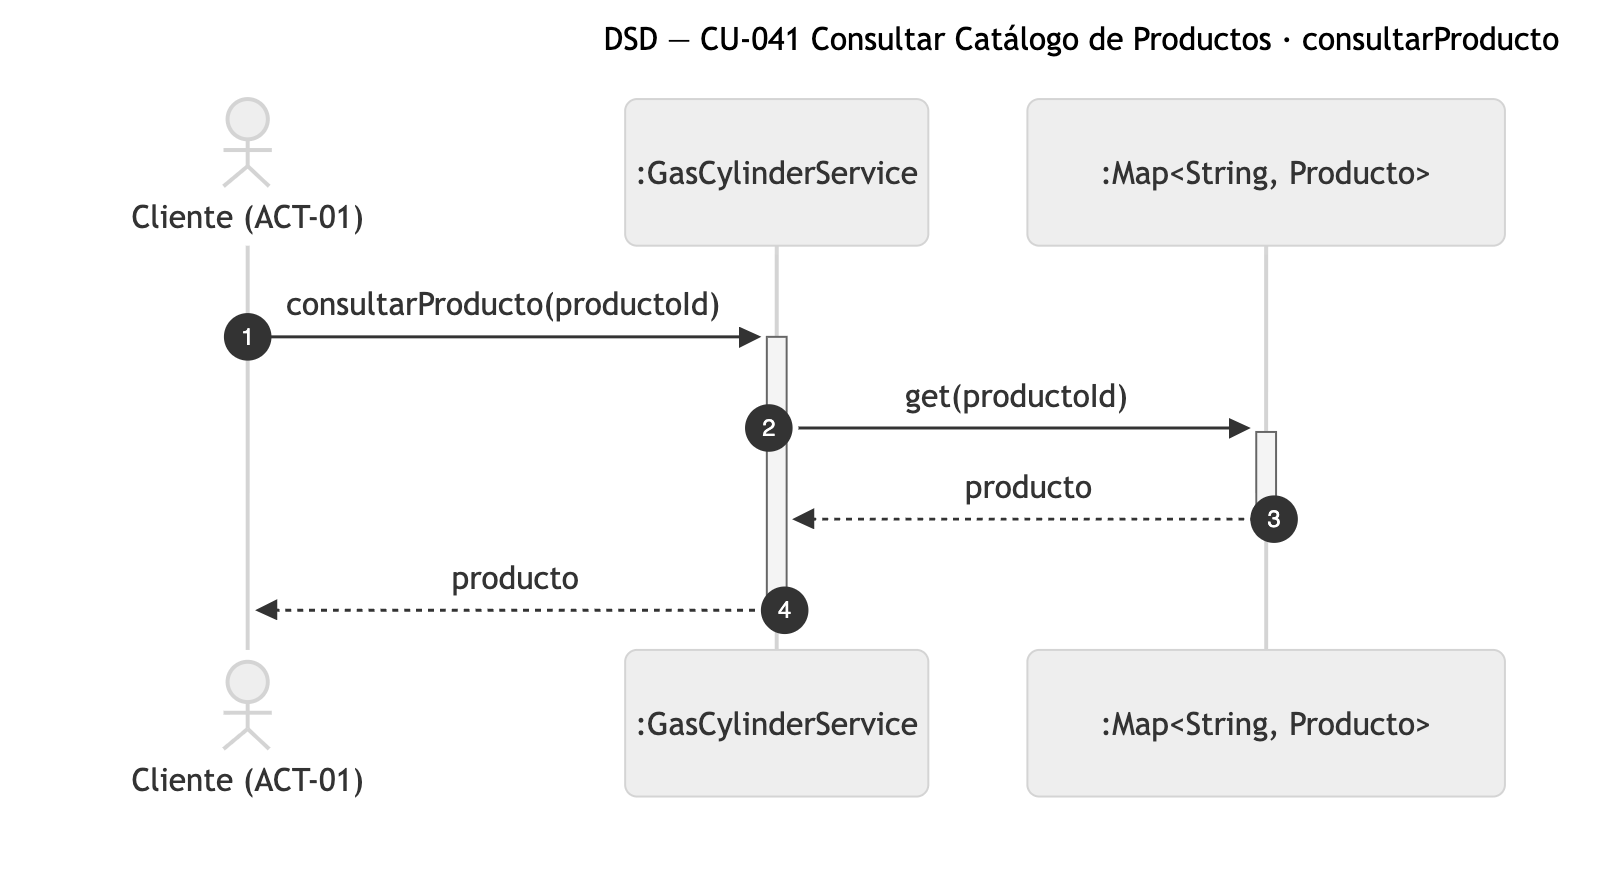 DSD — CU-041 Consultar Catálogo de Productos · consultarProducto
Cliente (ACT-01)
:GasCylinderService
:Map<String, Producto>
consultarProducto(productoId)
1
get(productoId)
2
producto
3
producto
4
Cliente (ACT-01)
:GasCylinderService
:Map<String, Producto>